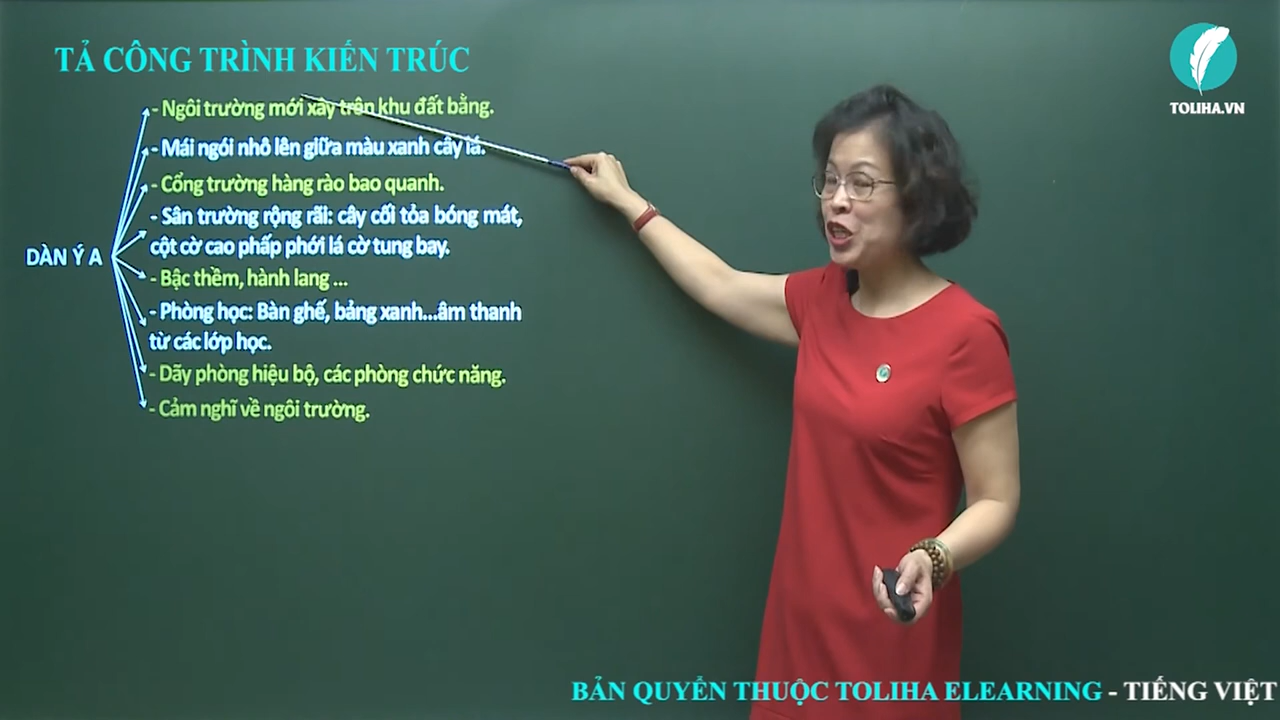 TẢ CÔNG TRÌNH KIẾN TRÚC
TOLIHA.VN
- Ngôi trường mới xây trên khu đất bằng.
- Mái ngói nhô lên giữa màu xanh cây lá.
- Cổng trường hàng rào bao quanh.
- Sân trường rộng rãi: cây cối tỏa bóng mát,
cột cờ cao phấp phới lá cờ tung bay.
DÀN Ý A
- Bậc thềm, hành lang ...
- Phòng học: Bàn ghế, bảng xanh...âm thanh
từ các lớp học.
- Dãy phòng hiệu bộ, các phòng chức năng.
- Cảm nghĩ về ngôi trường.
BẢN QUYỀN THUỘC TOLIHA ELEARNING - TIẾNG VIỆT